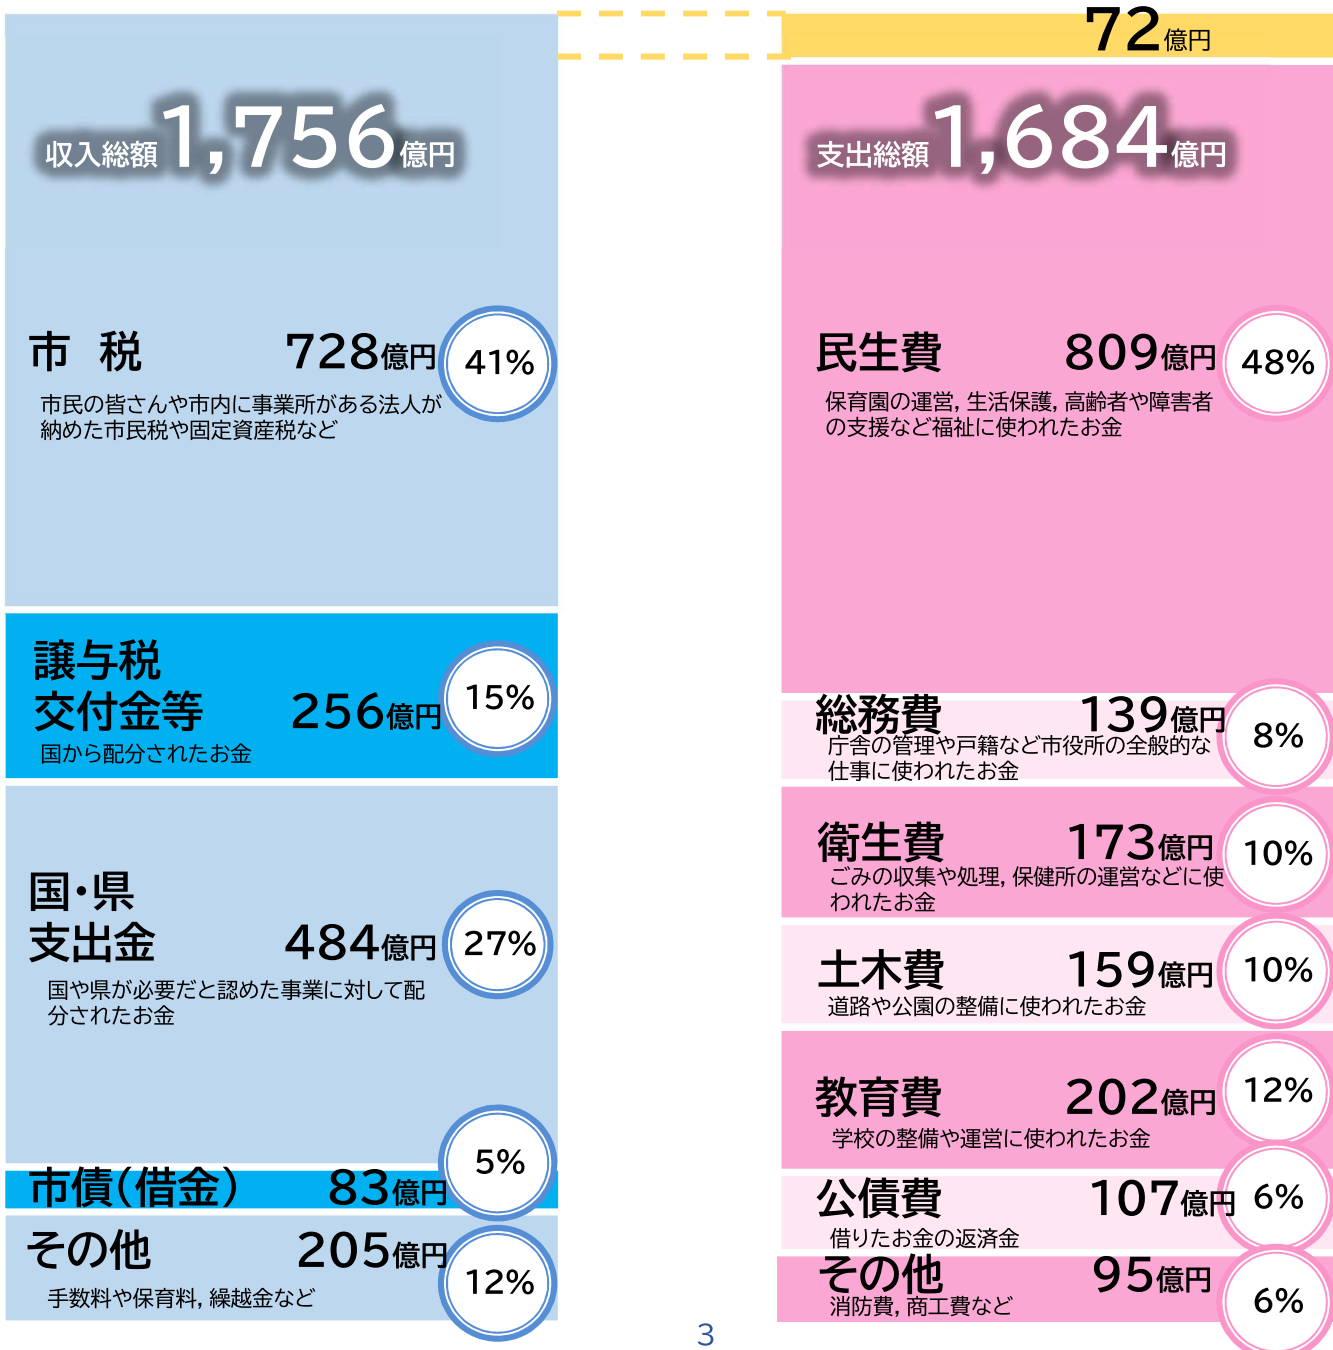 収入総額1,756億円
市 税 728億円 41%
市民の皆さんや市内に事業所がある法人が
納めた市民税や固定資産税など
譲与税
交付金等 256億円 15%
国から配分されたお金
国・県
支出金 484億円 27%
国や県が必要だと認めた事業に対して配
分されたお金
市債(借金) 83億円 5%
その他 205億円 12%
手数料や保育料,繰越金など
72億円
支出総額1,684億円
民生費 809億円 48%
保育園の運営,生活保護,高齢者や障害者
の支援など福祉に使われたお金
総務費 139億円 8%
庁舎の管理や戸籍など市役所の全般的な
仕事に使われたお金
衛生費 173億円 10%
ごみの収集や処理,保健所の運営などに使
われたお金
土木費 159億円 10%
道路や公園の整備に使われたお金
教育費 202億円 12%
学校の整備や運営に使われたお金
公債費 107億円 6%
借りたお金の返済金
その他 95億円 6%
消防費,商工費など
3